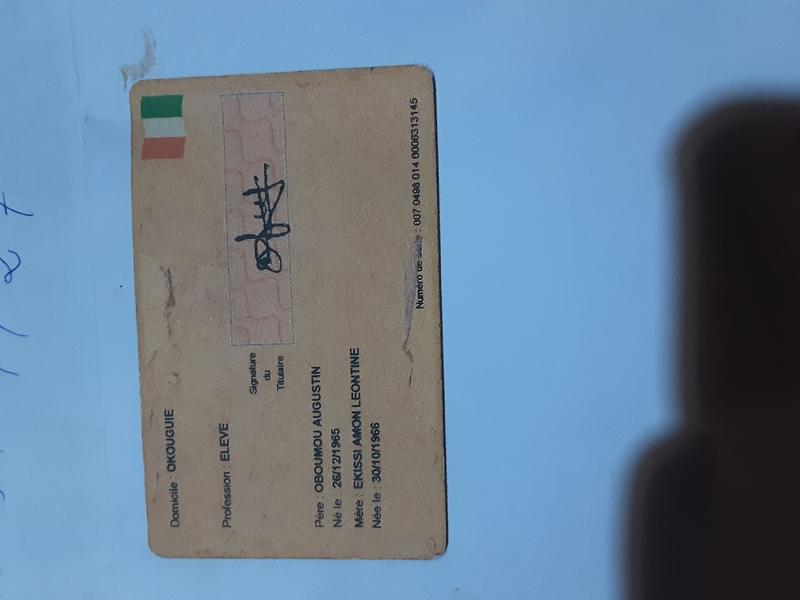 Domicile : OKOUGUIE
Profession : ELEVE
Signature
du
Titulaire
Père : OBOUMOU AUGUSTIN
Né le : 26/12/1965
Mère : EKISSI AMON LEONTINE
Née le : 30/10/1966
Numéro de série : 007 0498 014 0006313145